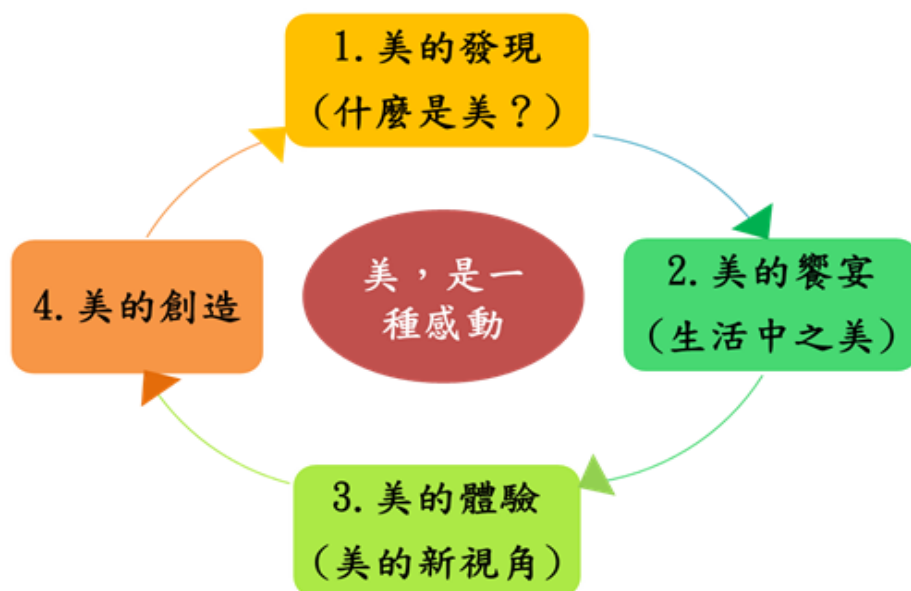 1.美的發現
(什麼是美?)
2.美的饗宴
(生活中之美)
3.美的體驗
(美的新視角)
4.美的創造
美,是一
種感動